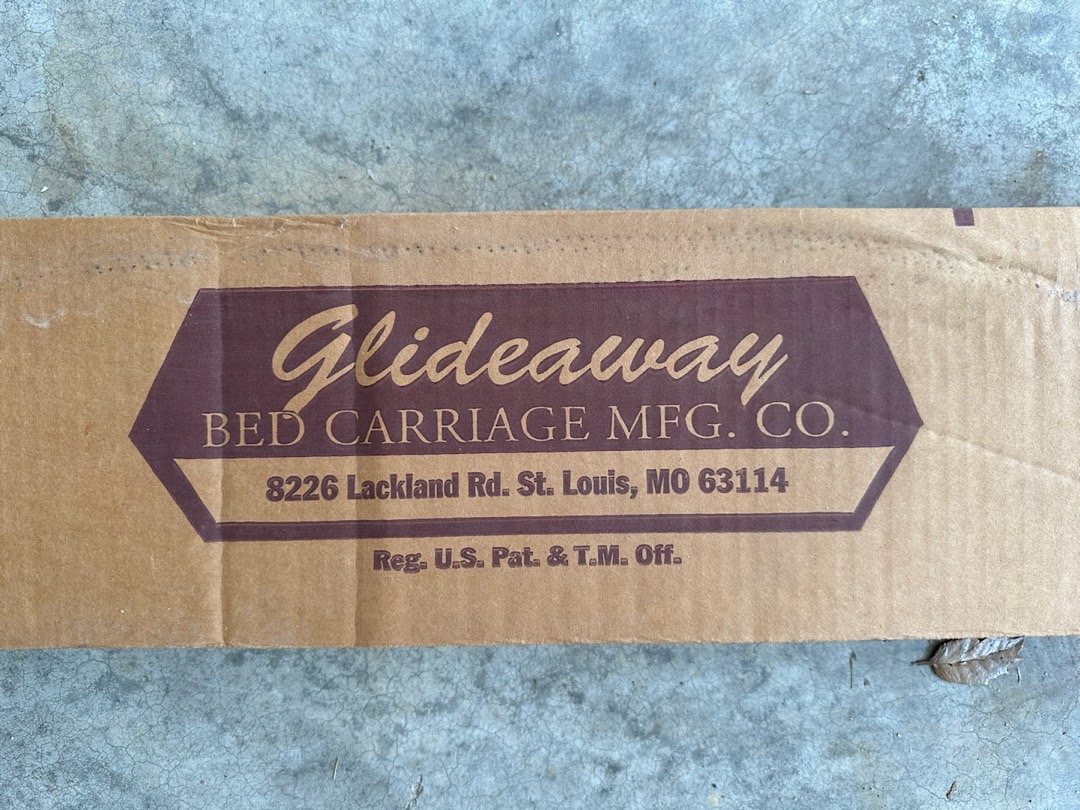 Glideaway
BED CARRIAGE MFG. CO.
8226 Lackland Rd. St. Louis, MO 63114
Reg. U.S. Pat. & T.M. Off.